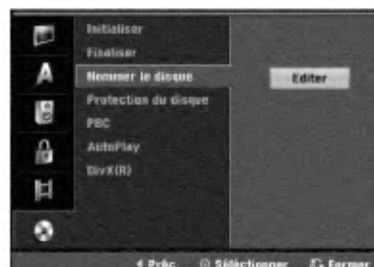 Initialiser
Finaliser
Nommer le disque
Editer
Protection du disque
PBC
AutoPlay
DivX(R)
Préc. Sélectionner Fermer